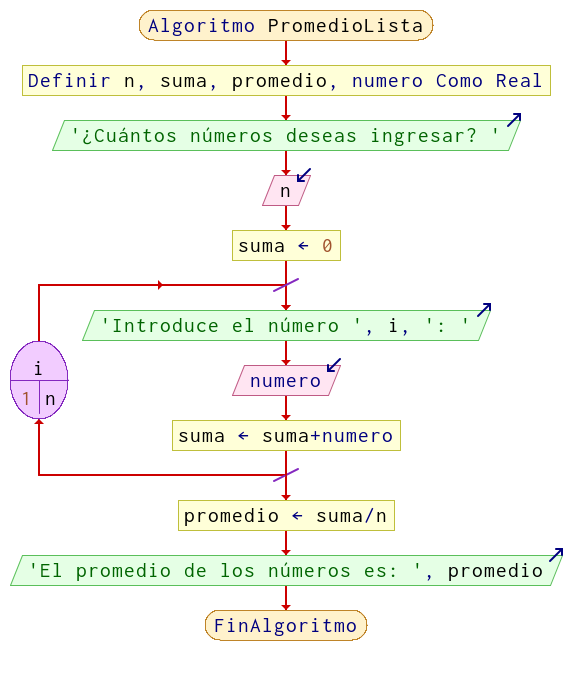 Algoritmo PromedioLista
Definir n, suma, promedio, numero Como Real
'¿Cuántos números deseas ingresar? '
n
suma ← 0
'Introduce el número ', i, ': '
i
1 n
numero
suma ← suma+numero
promedio ← suma/n
'El promedio de los números es: ', promedio
FinAlgoritmo